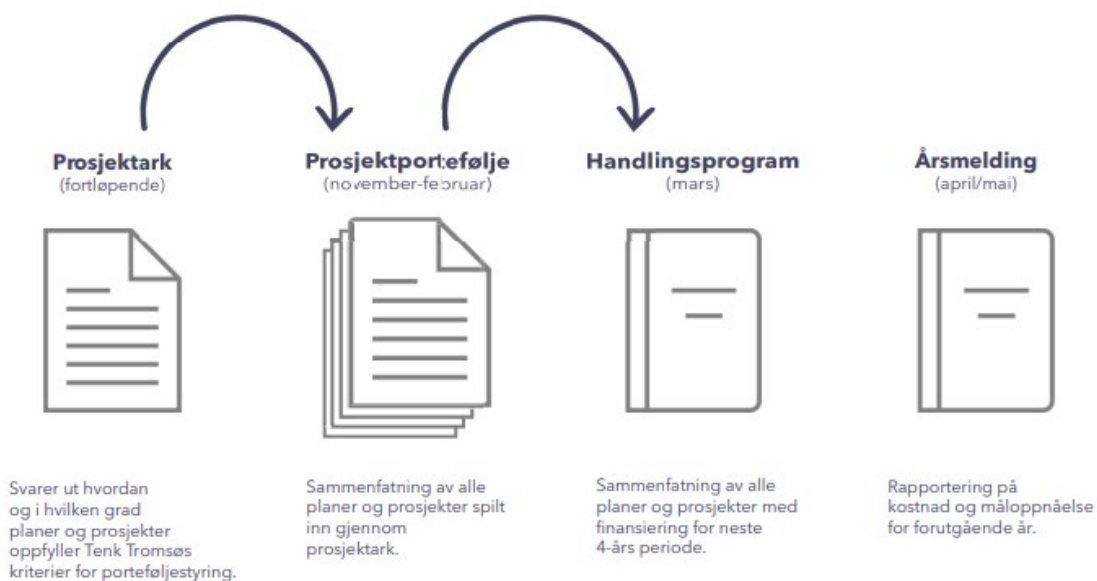 Prosjektark
(fortløpende)
Svarer ut hvordan
og i hvilken grad
planer og prosjekter
oppfyller Tenk Tromsøs
kriterier for porteføljestyring.
Prosjektportefølje
(november-februar)
Sammenfatning av alle
planer og prosjekter spilt
inn gjennom
prosjektark.
Handlingsprogram
(mars)
Sammenfatning av alle
planer og prosjekter med
finansiering for neste
4-års periode.
Årsmelding
(april/mai)
Rapportering på
kostnad og måloppnåelse
for forutgående år.